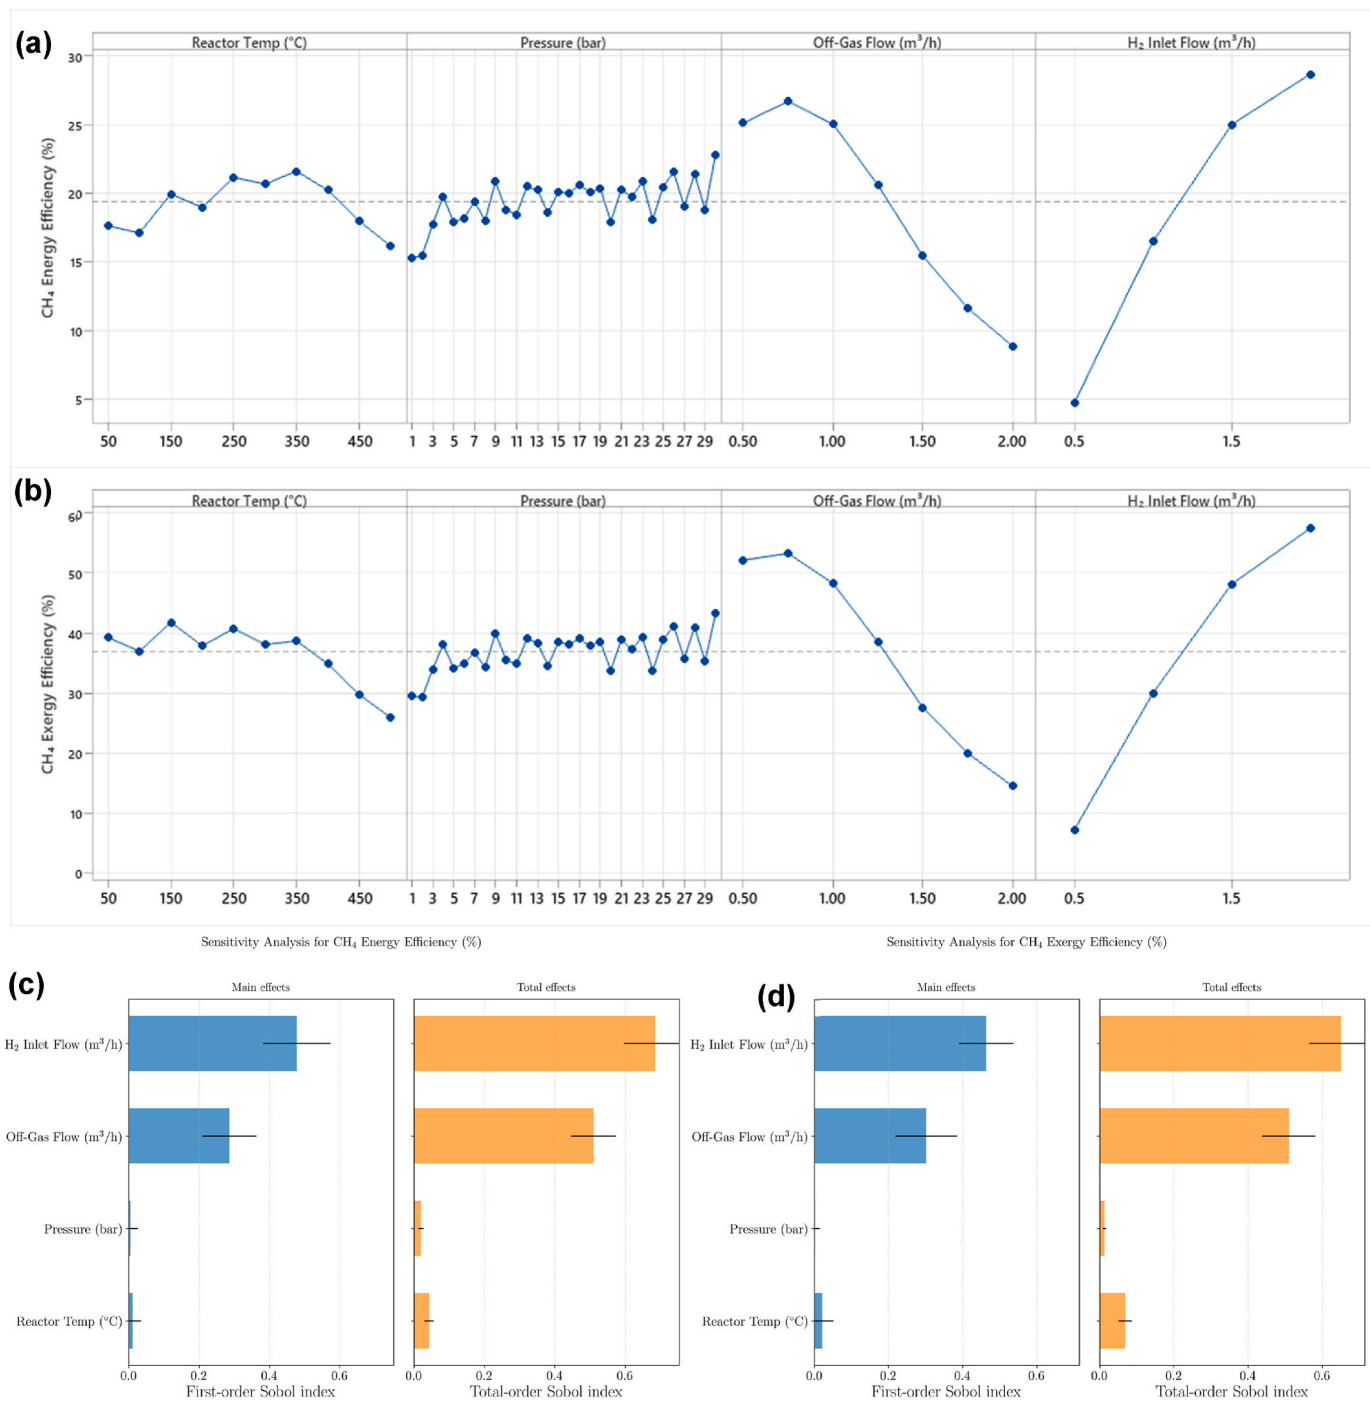 (a)
Reactor Temp (°C) Pressure (bar) Off-Gas Flow (m³/h) H₂ Inlet Flow (m³/h)
CH₄ Energy Efficiency (%)
30
25
20
15
10
5
50 150 250 350 450 1 3 5 7 9 11 13 15 17 19 21 23 25 27 29 0.50 1.00 1.50 2.00 0.5 1.5
(b)
Reactor Temp (°C) Pressure (bar) Off-Gas Flow (m³/h) H₂ Inlet Flow (m³/h)
CH₄ Exergy Efficiency (%)
60
50
40
30
20
10
0
50 150 250 350 450 1 3 5 7 9 11 13 15 17 19 21 23 25 27 29 0.50 1.00 1.50 2.00 0.5 1.5
Sensitivity Analysis for CH₄ Energy Efficiency (%)
(c)
Main effects Total effects
H₂ Inlet Flow (m³/h)
Off-Gas Flow (m³/h)
Pressure (bar)
Reactor Temp (°C)
0.0 0.2 0.4 0.6 0.0 0.2 0.4 0.6
First-order Sobol index Total-order Sobol index
Sensitivity Analysis for CH₄ Exergy Efficiency (%)
(d)
Main effects Total effects
H₂ Inlet Flow (m³/h)
Off-Gas Flow (m³/h)
Pressure (bar)
Reactor Temp (°C)
0.0 0.2 0.4 0.6 0.0 0.2 0.4 0.6
First-order Sobol index Total-order Sobol index